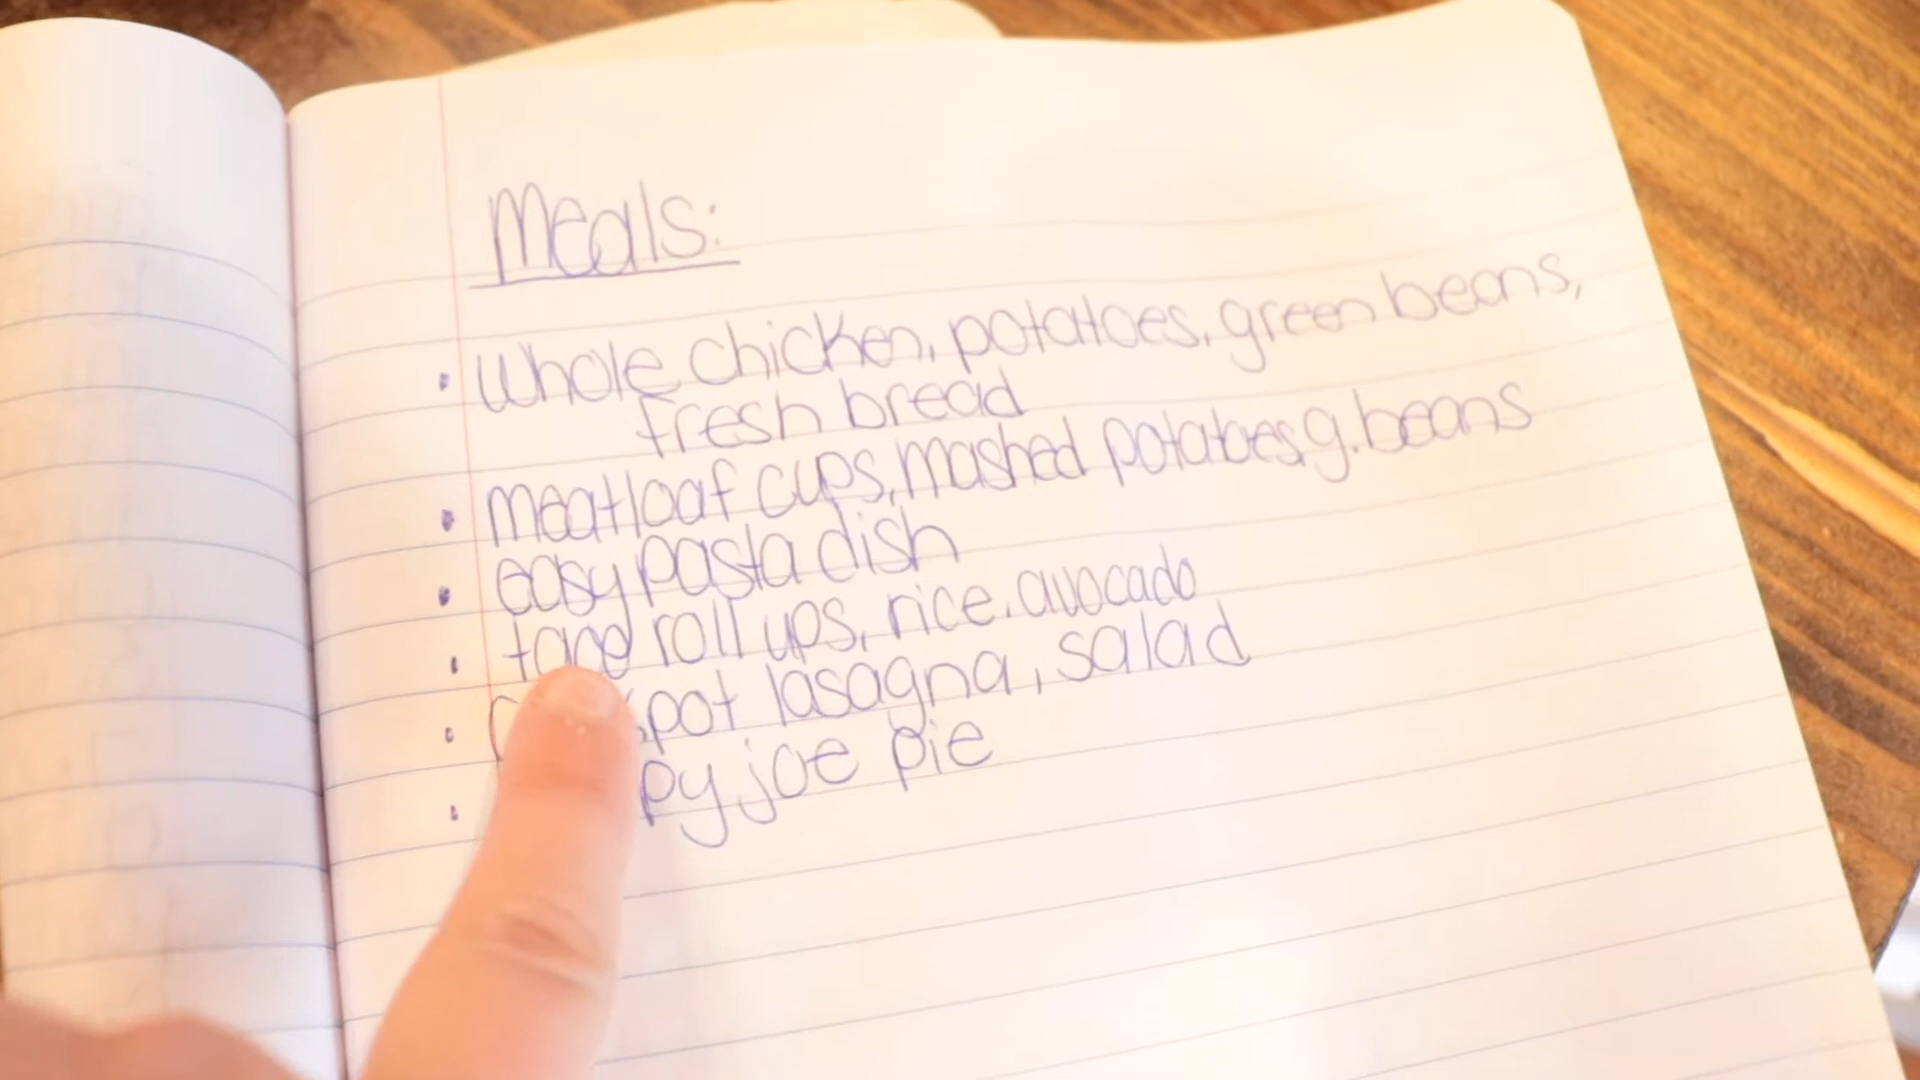 Meals:
• Whole chicken, potatoes, green beans,
fresh bread
• meatloaf cups, mashed potatoes, g.beans
• easy pasta dish
• taco roll ups, rice, avocado
• pot lasagna, salad
• joe pie